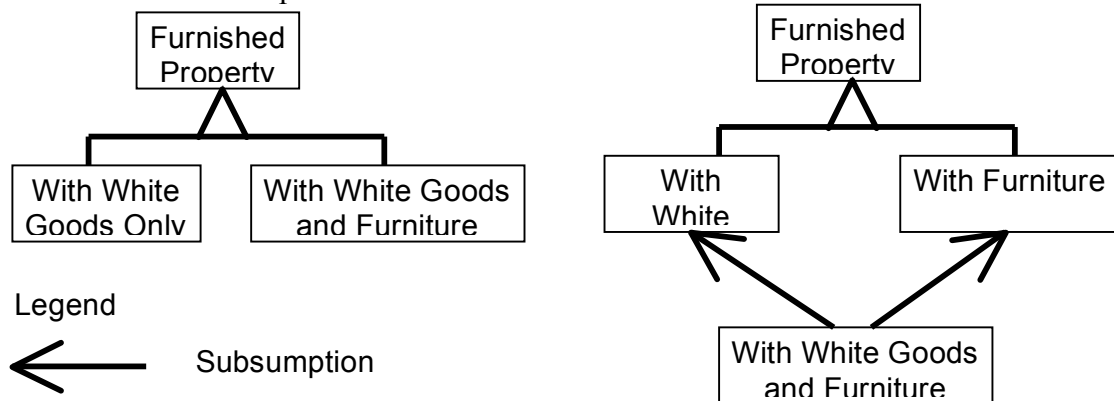 Furnished
Property
With White
Goods Only
With White Goods
and Furniture
Legend
Subsumption
Furnished
Property
With
White
With Furniture
With White Goods
and Furniture